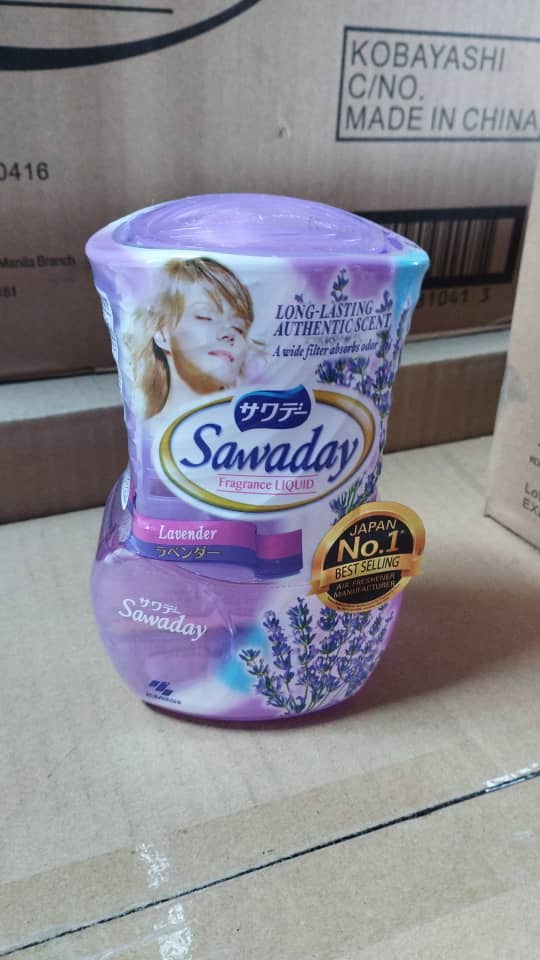 KOBAYASHI
C/NO.
MADE IN CHINA
0416
Manila Branch
LONG-LASTING
AUTHENTIC SCENT
A wide filter absorbs odor
サワデー
Sawaday
Fragrance LIQUID
Lavender
ラベンダー
JAPAN
No.1*
BEST SELLING
AIR FRESHENER
MANUFACTURER
サワデー
Sawaday